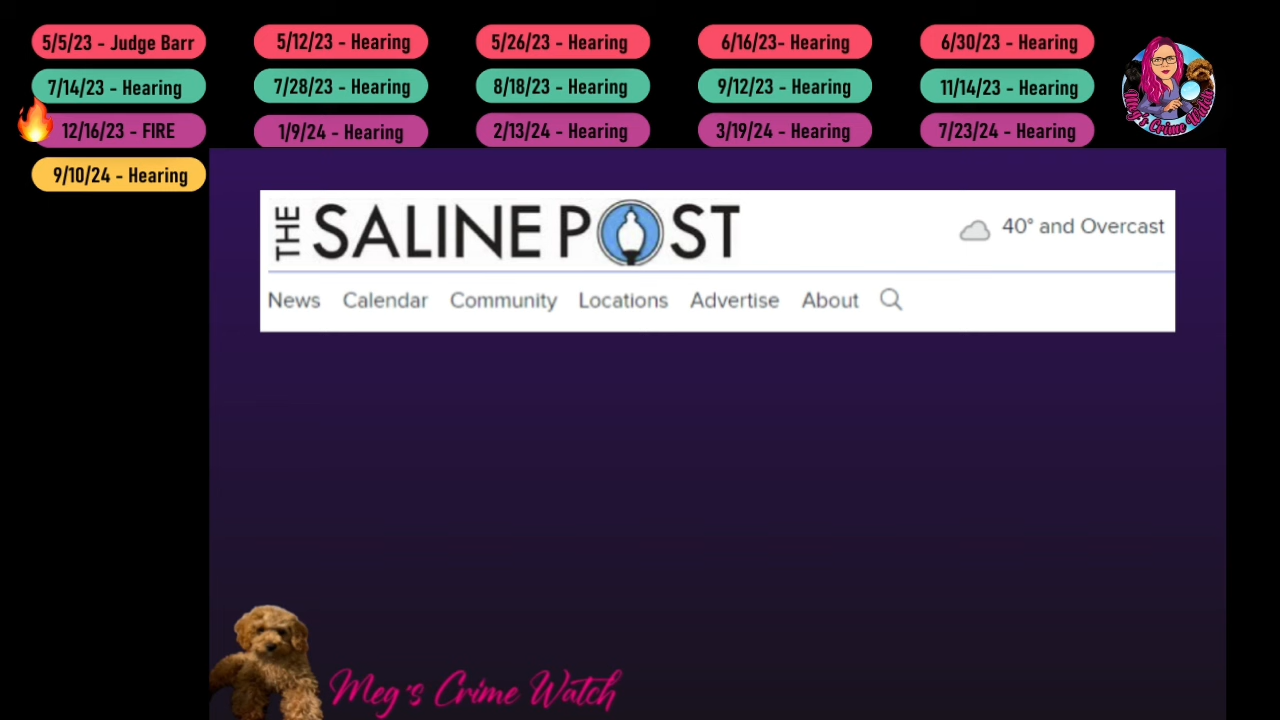 5/5/23 - Judge Barr 5/12/23 - Hearing 5/26/23 - Hearing 6/16/23- Hearing 6/30/23 - Hearing
7/14/23 - Hearing 7/28/23 - Hearing 8/18/23 - Hearing 9/12/23 - Hearing 11/14/23 - Hearing
12/16/23 - FIRE 1/9/24 - Hearing 2/13/24 - Hearing 3/19/24 - Hearing 7/23/24 - Hearing
Meg's Crime Watch
9/10/24 - Hearing
THE SALINE POST
40° and Overcast
News Calendar Community Locations Advertise About
Meg's Crime Watch